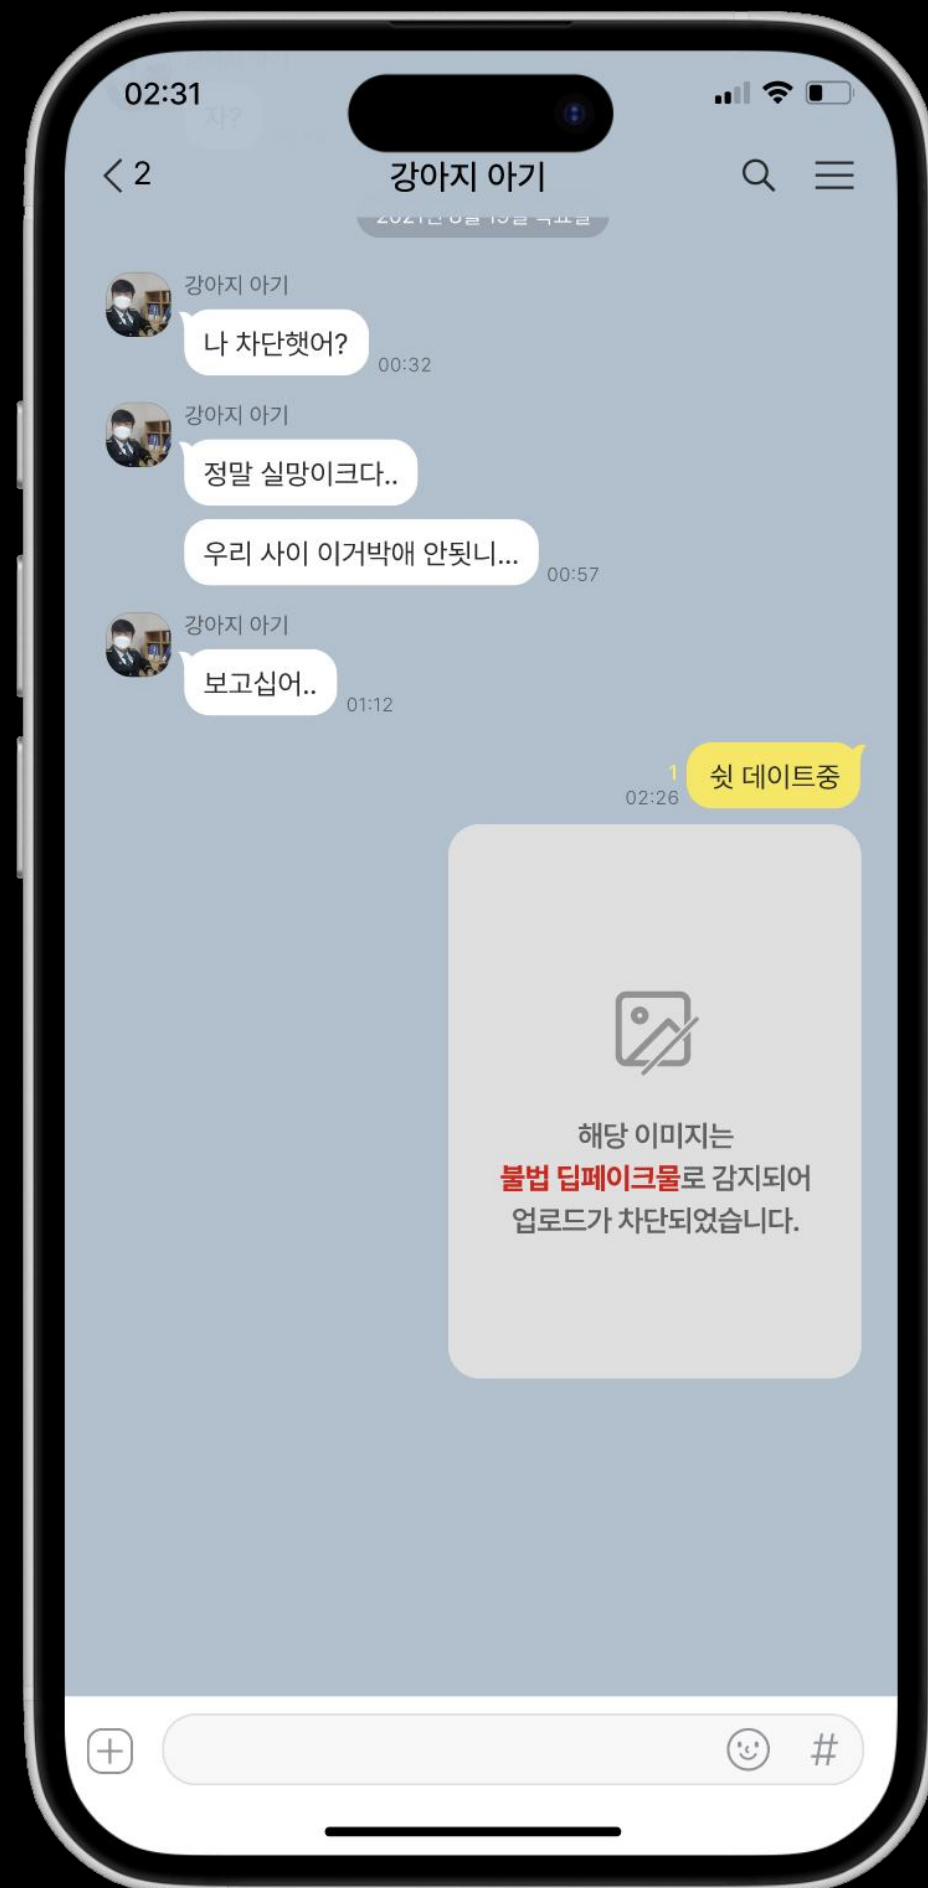 02:31
자?
2
강아지 아기
강아지 아기
나 차단햇어?
00:32
강아지 아기
정말 실망이크다..
우리 사이 이거박애 안됫니...
00:57
강아지 아기
보고십어..
01:12
1
쉿 데이트중
02:26
해당 이미지는
불법 딥페이크물로 감지되어
업로드가 차단되었습니다.
#